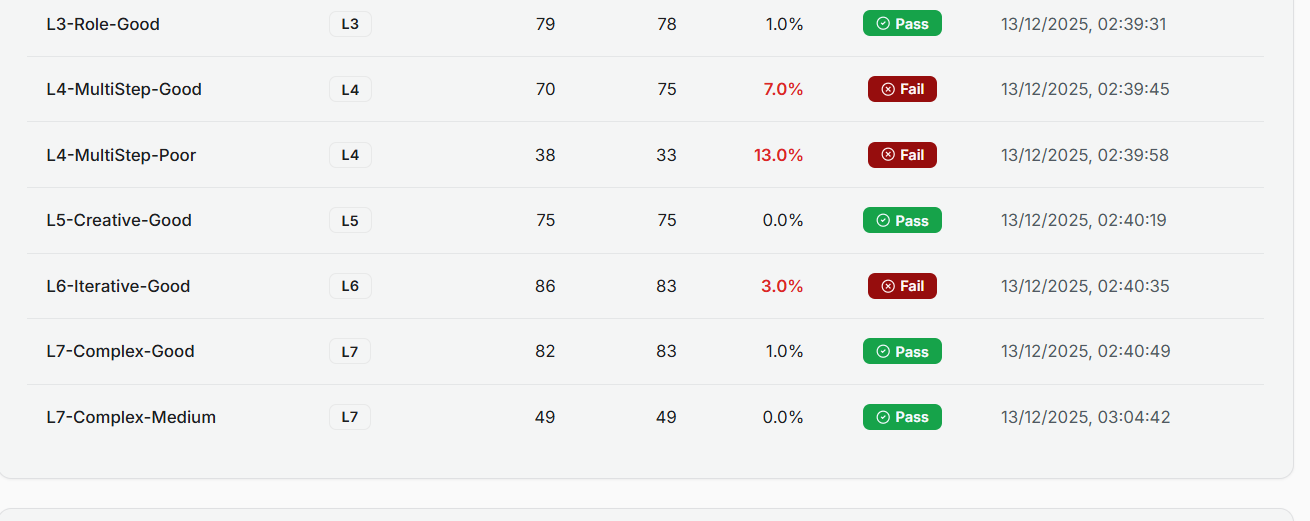 L3-Role-Good L3 79 78 1.0% Pass 13/12/2025, 02:39:31
L4-MultiStep-Good L4 70 75 7.0% Fail 13/12/2025, 02:39:45
L4-MultiStep-Poor L4 38 33 13.0% Fail 13/12/2025, 02:39:58
L5-Creative-Good L5 75 75 0.0% Pass 13/12/2025, 02:40:19
L6-Iterative-Good L6 86 83 3.0% Fail 13/12/2025, 02:40:35
L7-Complex-Good L7 82 83 1.0% Pass 13/12/2025, 02:40:49
L7-Complex-Medium L7 49 49 0.0% Pass 13/12/2025, 03:04:42